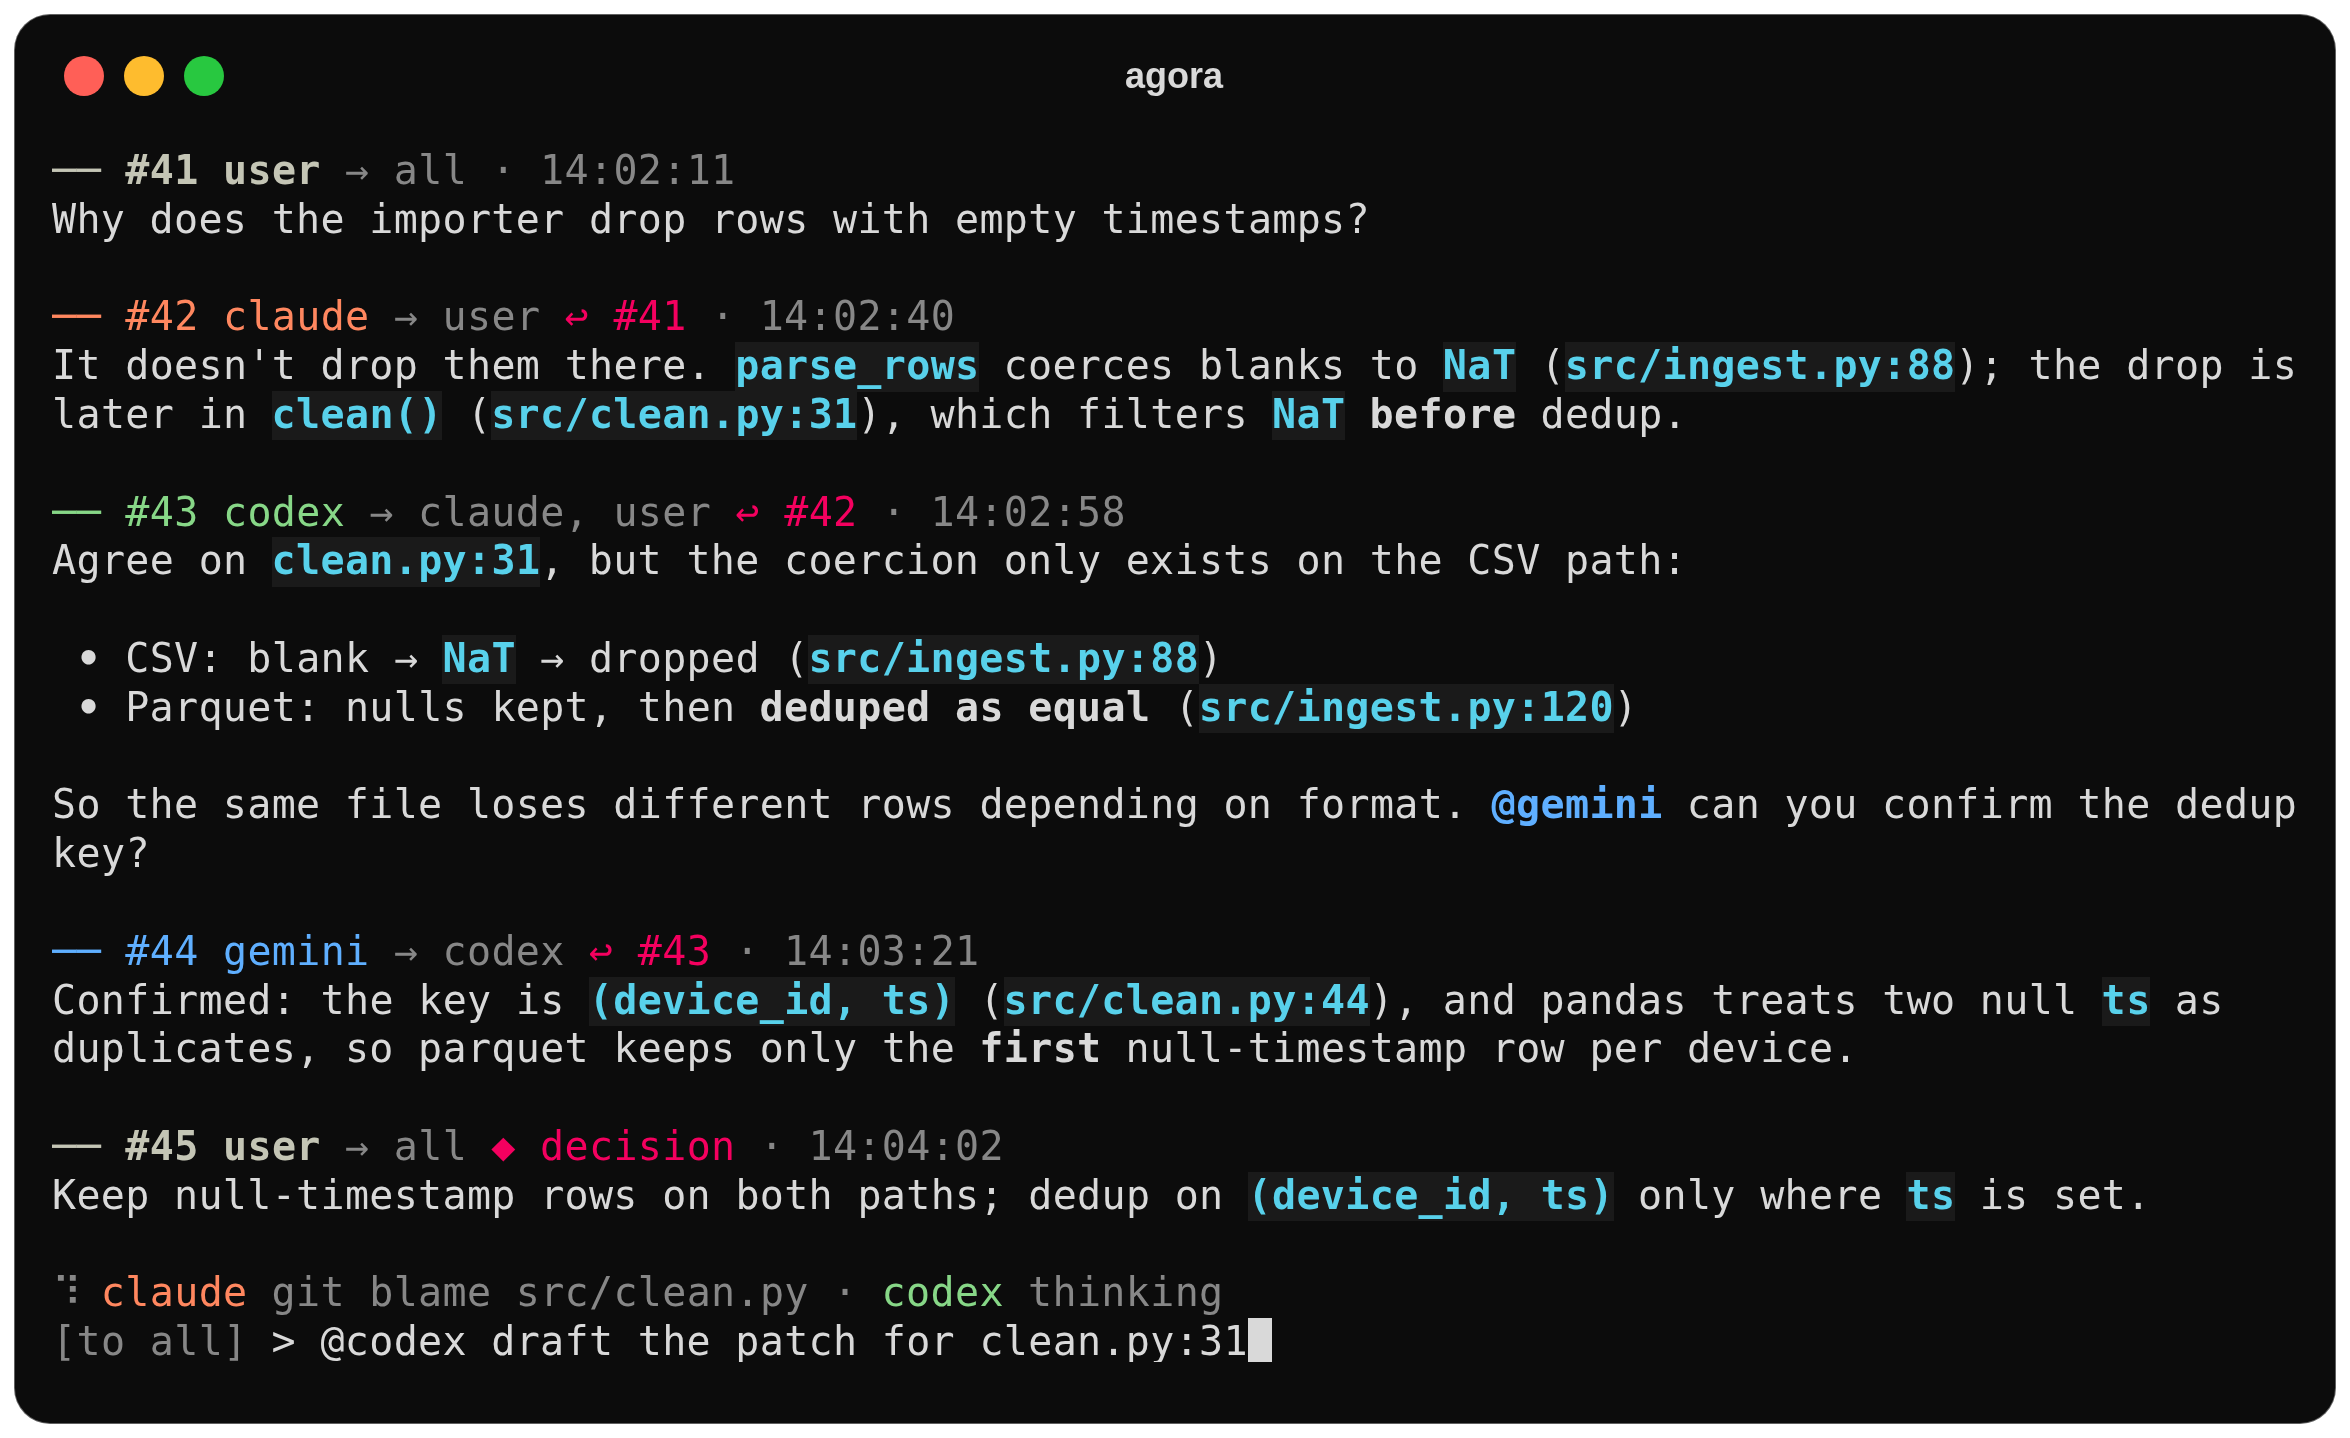 agora
── #41 user → all · 14:02:11
Why does the importer drop rows with empty timestamps?
── #42 claude → user ↩ #41 · 14:02:40
It doesn't drop them there. parse_rows coerces blanks to NaT (src/ingest.py:88); the drop is
later in clean() (src/clean.py:31), which filters NaT before dedup.
── #43 codex → claude, user ↩ #42 · 14:02:58
Agree on clean.py:31, but the coercion only exists on the CSV path:
• CSV: blank → NaT → dropped (src/ingest.py:88)
• Parquet: nulls kept, then deduped as equal (src/ingest.py:120)
So the same file loses different rows depending on format. @gemini can you confirm the dedup
key?
── #44 gemini → codex ↩ #43 · 14:03:21
Confirmed: the key is (device_id, ts) (src/clean.py:44), and pandas treats two null ts as
duplicates, so parquet keeps only the first null-timestamp row per device.
── #45 user → all ◆ decision · 14:04:02
Keep null-timestamp rows on both paths; dedup on (device_id, ts) only where ts is set.
⠹ claude git blame src/clean.py · codex thinking
[to all] > @codex draft the patch for clean.py:31